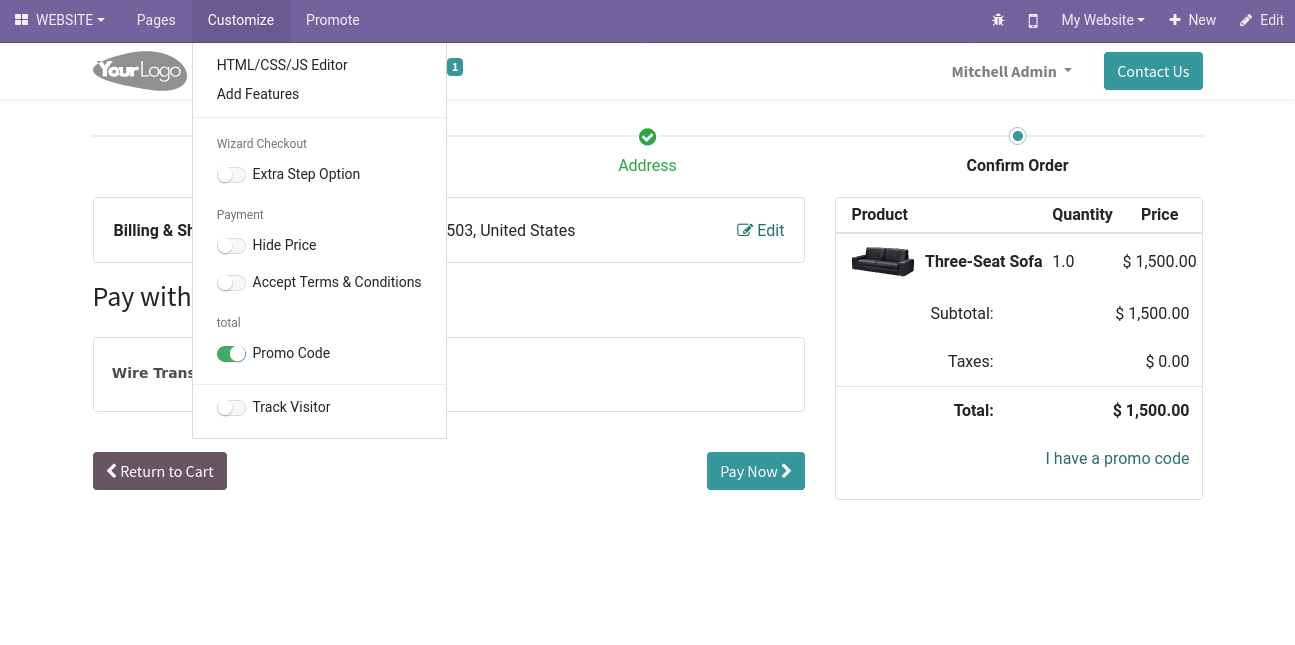 WEBSITE Pages Customize Promote My Website New Edit
YourLogo 1 Mitchell Admin Contact Us
HTML/CSS/JS Editor
Add Features
Wizard Checkout
Extra Step Option
Payment
Hide Price
Accept Terms & Conditions
total
Promo Code
Track Visitor
Address Confirm Order
Billing & Sh 503, United States Edit
Pay with
Wire Trans
Return to Cart Pay Now
Product Quantity Price
Three-Seat Sofa 1.0 $ 1,500.00
Subtotal: $ 1,500.00
Taxes: $ 0.00
Total: $ 1,500.00
I have a promo code